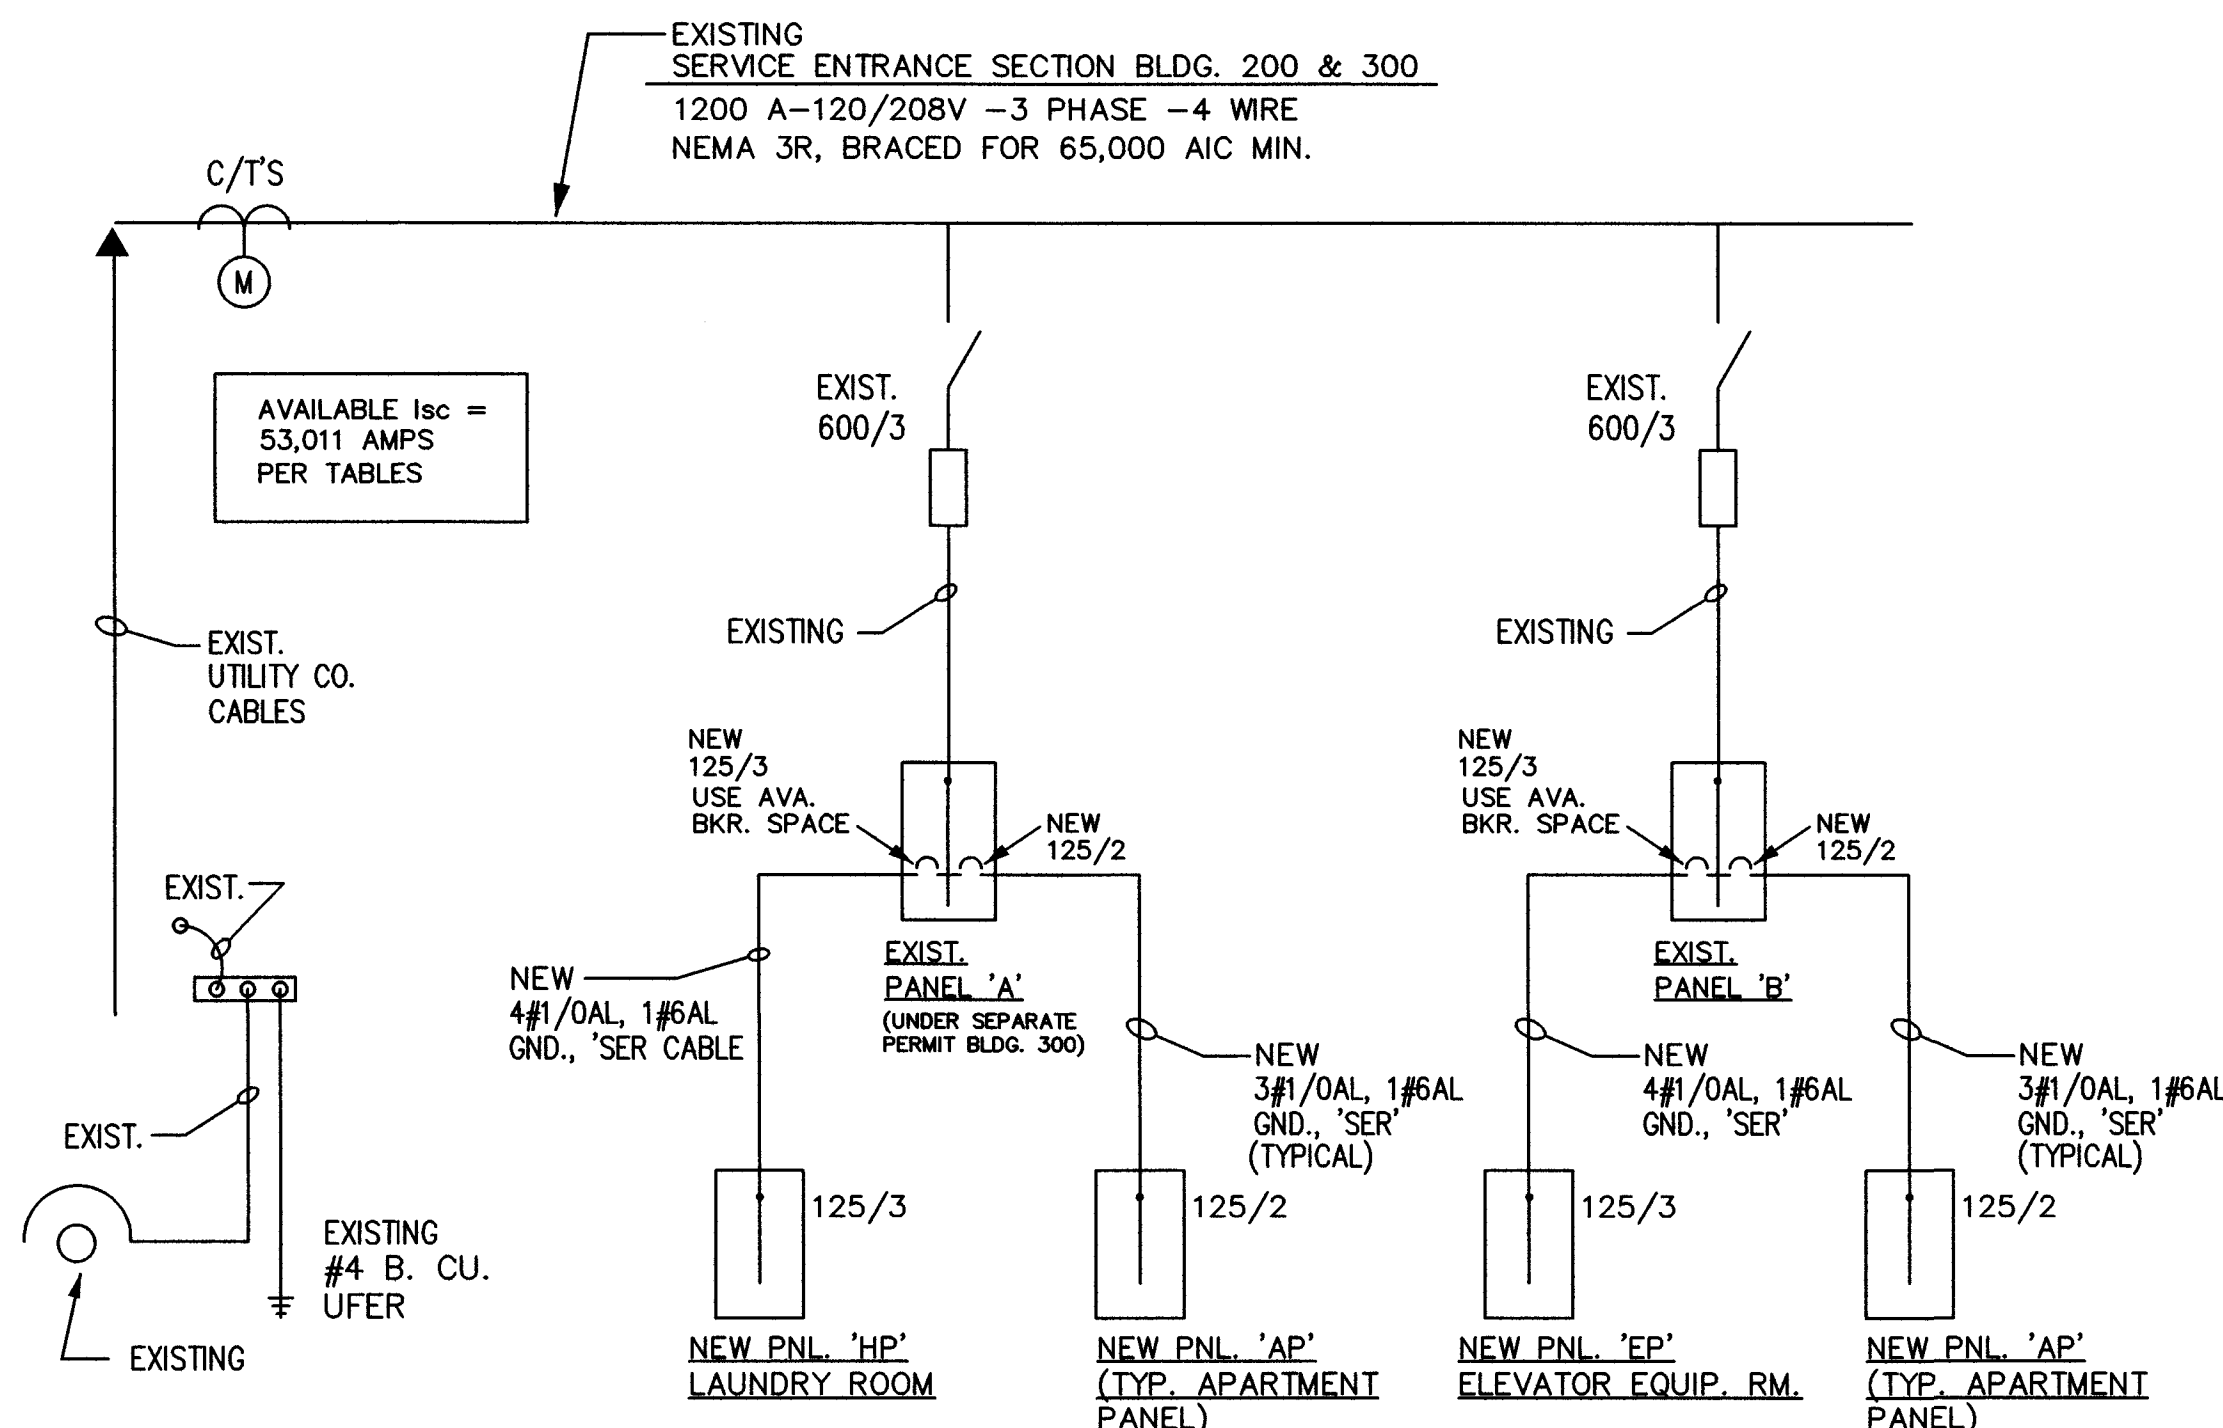 EXISTING
SERVICE ENTRANCE SECTION BLDG. 200 & 300
1200 A-120/208V -3 PHASE -4 WIRE
NEMA 3R, BRACED FOR 65,000 AIC MIN.
C/T'S
M
AVAILABLE Isc =
53,011 AMPS
PER TABLES
EXIST.
600/3
EXIST.
600/3
EXISTING
EXISTING
EXIST.
UTILITY CO.
CABLES
NEW
125/3
USE AVA.
BKR. SPACE
NEW
125/2
NEW
125/3
USE AVA.
BKR. SPACE
NEW
125/2
EXIST.
EXIST.
PANEL 'A'
(UNDER SEPARATE
PERMIT BLDG. 300)
EXIST.
PANEL 'B'
NEW
4#1/0AL, 1#6AL
GND., 'SER CABLE
NEW
3#1/0AL, 1#6AL
GND., 'SER'
(TYPICAL)
NEW
4#1/0AL, 1#6AL
GND., 'SER'
NEW
3#1/0AL, 1#6AL
GND., 'SER'
(TYPICAL)
EXIST.
EXISTING
#4 B. CU.
UFER
EXISTING
125/3
125/2
125/3
125/2
NEW PNL. 'HP'
LAUNDRY ROOM
NEW PNL. 'AP'
(TYP. APARTMENT
PANEL)
NEW PNL. 'EP'
ELEVATOR EQUIP. RM.
NEW PNL. 'AP'
(TYP. APARTMENT
PANEL)